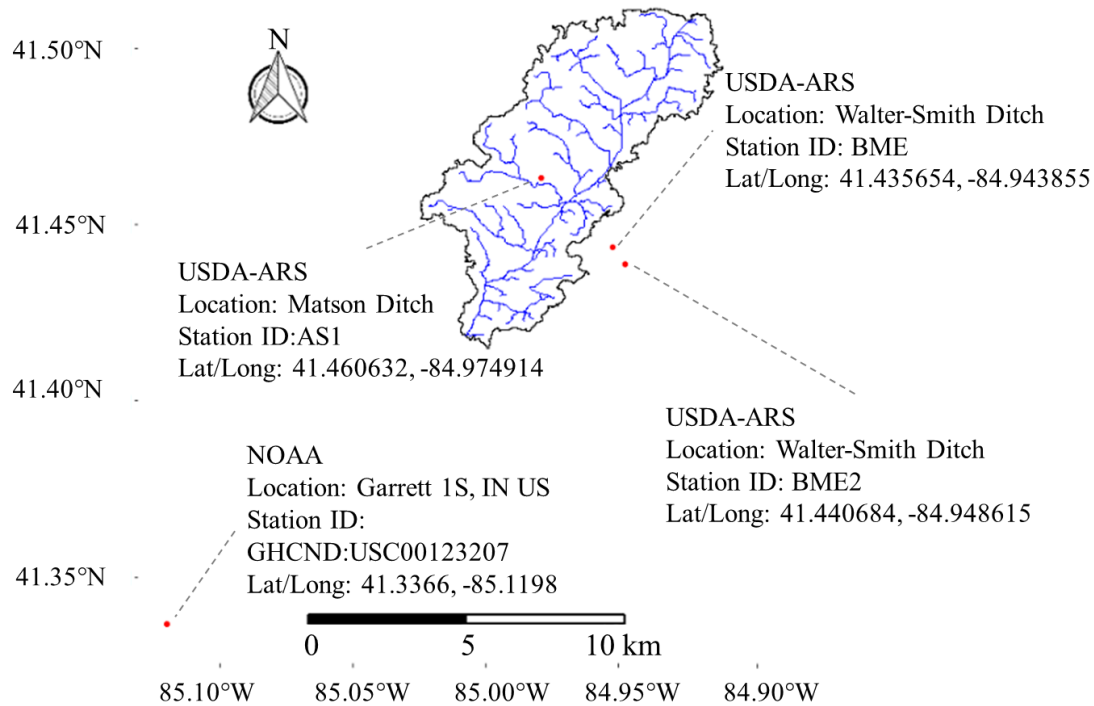 41.50°N
N
USDA-ARS
Location: Walter-Smith Ditch
Station ID: BME
Lat/Long: 41.435654, -84.943855
41.45°N
USDA-ARS
Location: Matson Ditch
Station ID:AS1
Lat/Long: 41.460632, -84.974914
41.40°N
USDA-ARS
Location: Walter-Smith Ditch
Station ID: BME2
Lat/Long: 41.440684, -84.948615
NOAA
Location: Garrett 1S, IN US
Station ID:
GHCND:USC00123207
Lat/Long: 41.3366, -85.1198
41.35°N
0 5 10 km
85.10°W 85.05°W 85.00°W 84.95°W 84.90°W